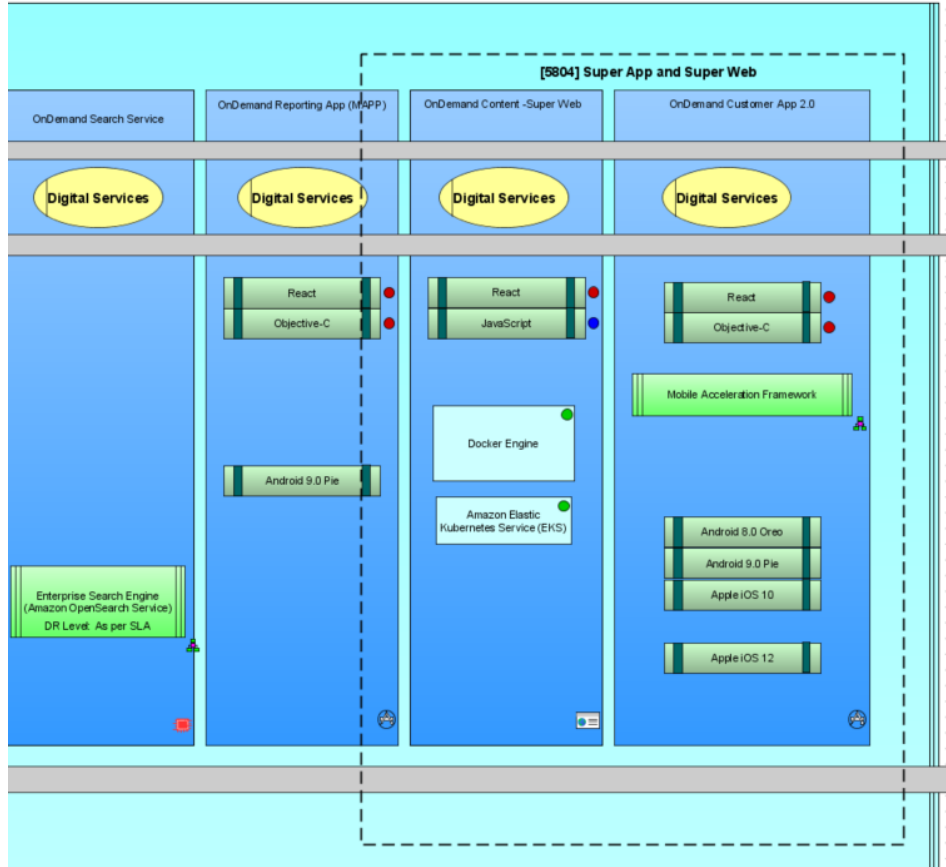 [5804] Super App and Super Web
OnDemand Search Service
OnDemand Reporting App (MAPP)
OnDemand Content -Super Web
OnDemand Customer App 2.0
Digital Services
Digital Services
Digital Services
Digital Services
React
Objective-C
React
JavaScript
React
Objective-C
Mobile Acceleration Framework
Docker Engine
Android 9.0 Pie
Amazon Elastic
Kubernetes Service (EKS)
Android 8.0 Oreo
Android 9.0 Pie
Apple iOS 10
Enterprise Search Engine
(Amazon OpenSearch Service)
DR Level: As per SLA
Apple iOS 12